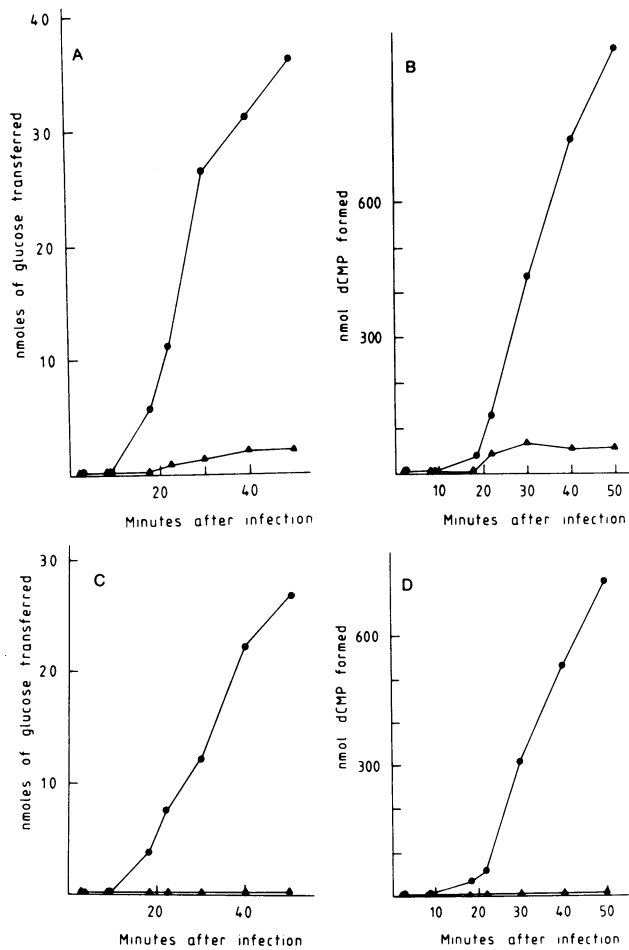 A
nmoles of glucose transferred
40
30
20
10
20 40
Minutes after infection
B
nmol dCMP formed
600
300
10 20 30 40 50
Minutes after infection
C
nmoles of glucose transferred
30
20
10
20 40
Minutes after infection
D
nmol dCMP formed
600
300
10 20 30 40 50
Minutes after infection